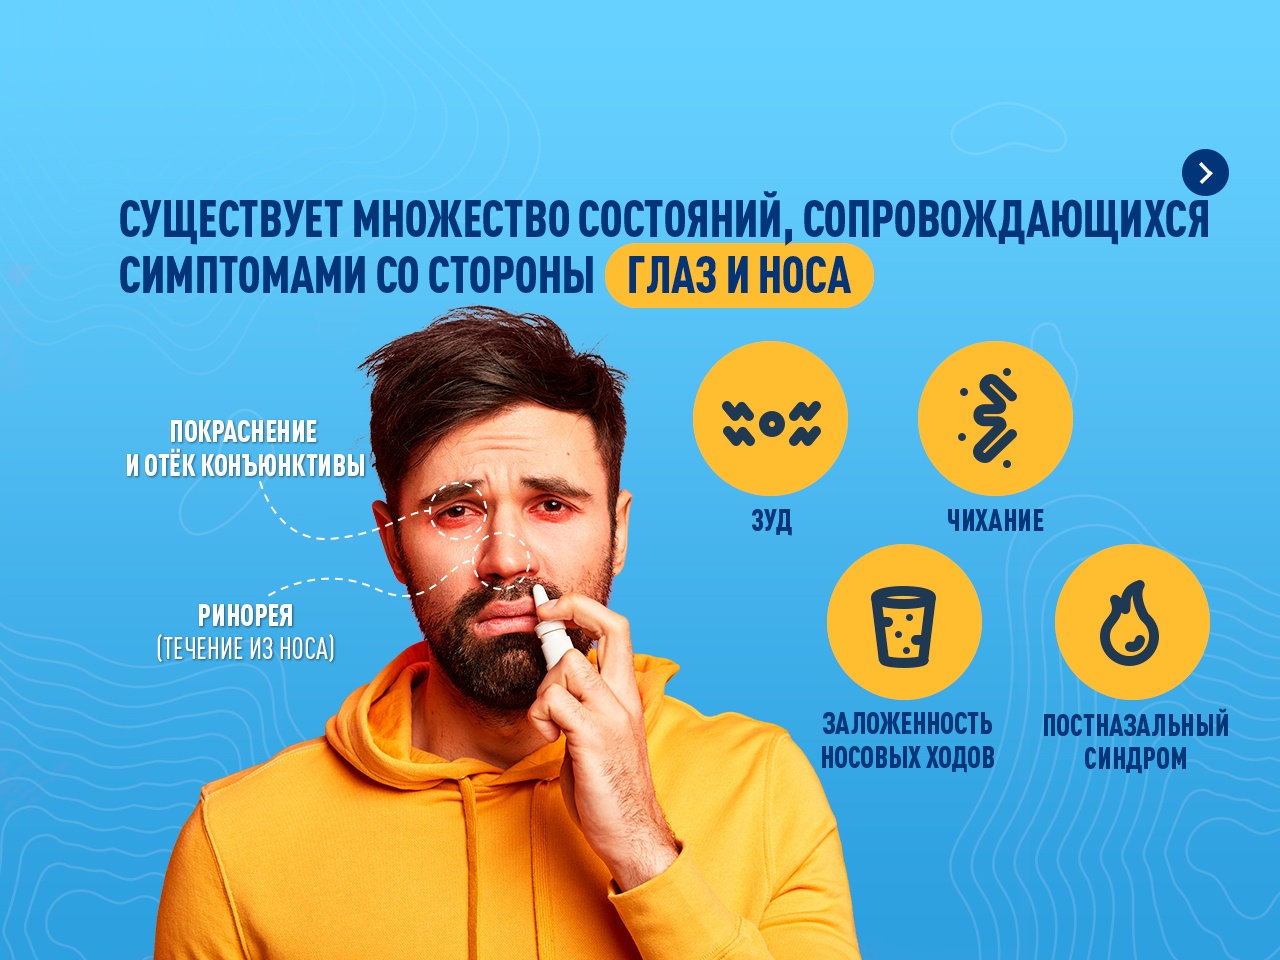 СУЩЕСТВУЕТ МНОЖЕСТВО СОСТОЯНИЙ, СОПРОВОЖДАЮЩИХСЯ
СИМПТОМАМИ СО СТОРОНЫ ГЛАЗ И НОСА
ПОКРАСНЕНИЕ
И ОТЁК КОНЪЮНКТИВЫ
РИНОРЕЯ
(ТЕЧЕНИЕ ИЗ НОСА)
ЗУД
ЧИХАНИЕ
ЗАЛОЖЕННОСТЬ
НОСОВЫХ ХОДОВ
ПОСТНАЗАЛЬНЫЙ
СИНДРОМ